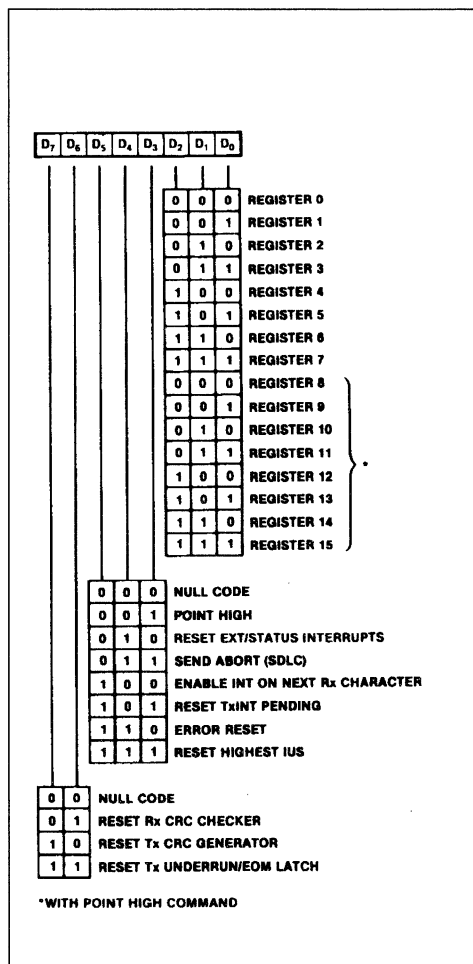 D7 D6 D5 D4 D3 D2 D1 D0
0 0 0 REGISTER 0
0 0 1 REGISTER 1
0 1 0 REGISTER 2
0 1 1 REGISTER 3
1 0 0 REGISTER 4
1 0 1 REGISTER 5
1 1 0 REGISTER 6
1 1 1 REGISTER 7
0 0 0 REGISTER 8
0 0 1 REGISTER 9
0 1 0 REGISTER 10
0 1 1 REGISTER 11
*
1 0 0 REGISTER 12
1 0 1 REGISTER 13
1 1 0 REGISTER 14
1 1 1 REGISTER 15
0 0 0 NULL CODE
0 0 1 POINT HIGH
0 1 0 RESET EXT/STATUS INTERRUPTS
0 1 1 SEND ABORT (SDLC)
1 0 0 ENABLE INT ON NEXT Rx CHARACTER
1 0 1 RESET TxINT PENDING
1 1 0 ERROR RESET
1 1 1 RESET HIGHEST IUS
0 0 NULL CODE
0 1 RESET Rx CRC CHECKER
1 0 RESET Tx CRC GENERATOR
1 1 RESET Tx UNDERRUN/EOM LATCH
*WITH POINT HIGH COMMAND